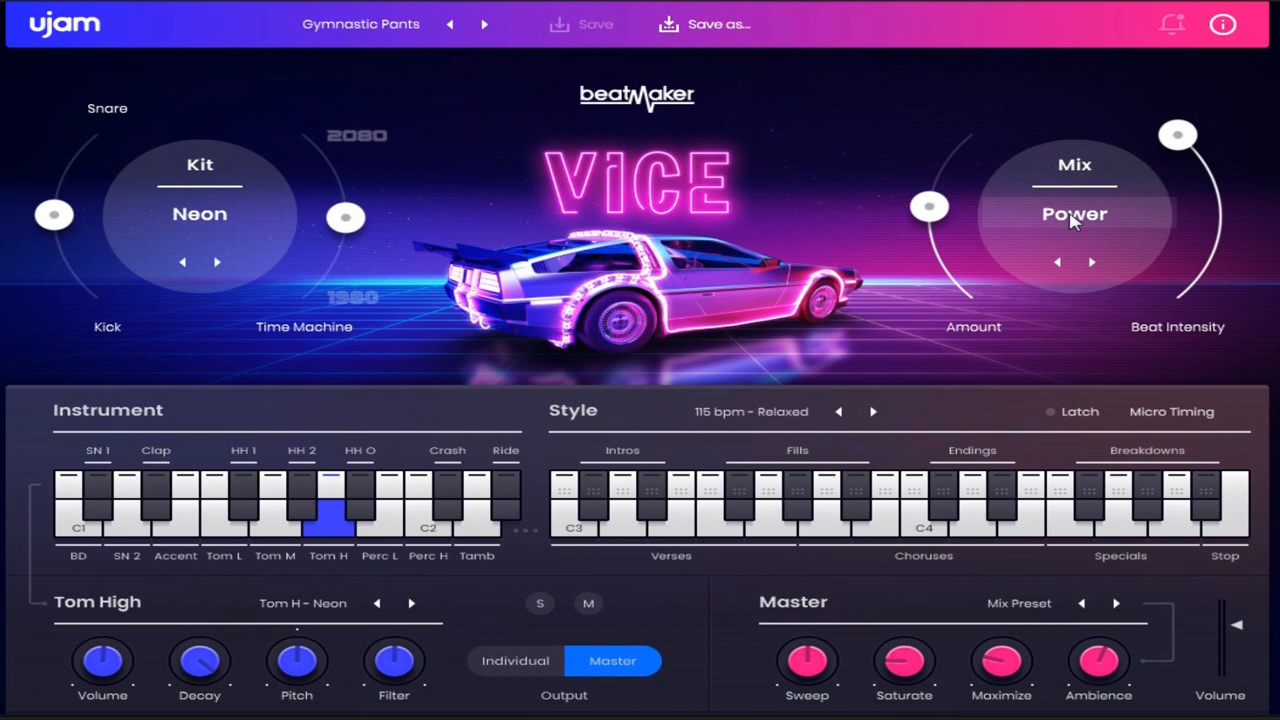 ujam
Gymnastic Pants
Save
Save as...
beatMaker
VICE
Snare
2080
Kit
Neon
1980
Kick
Time Machine
Mix
Power
Amount
Beat Intensity
Instrument
Style
115 bpm - Relaxed
Latch
Micro Timing
SN 1 Clap HH 1 HH 2 HH O Crash Ride
Intros Fills Endings Breakdowns
C1 C2 C3 C4
BD SN 2 Accent Tom L Tom M Tom H Perc L Perc H Tamb
Verses Choruses Specials Stop
Tom High
Tom H - Neon
S M
Master
Mix Preset
Individual Master
Volume Decay Pitch Filter
Output
Sweep Saturate Maximize Ambience
Volume